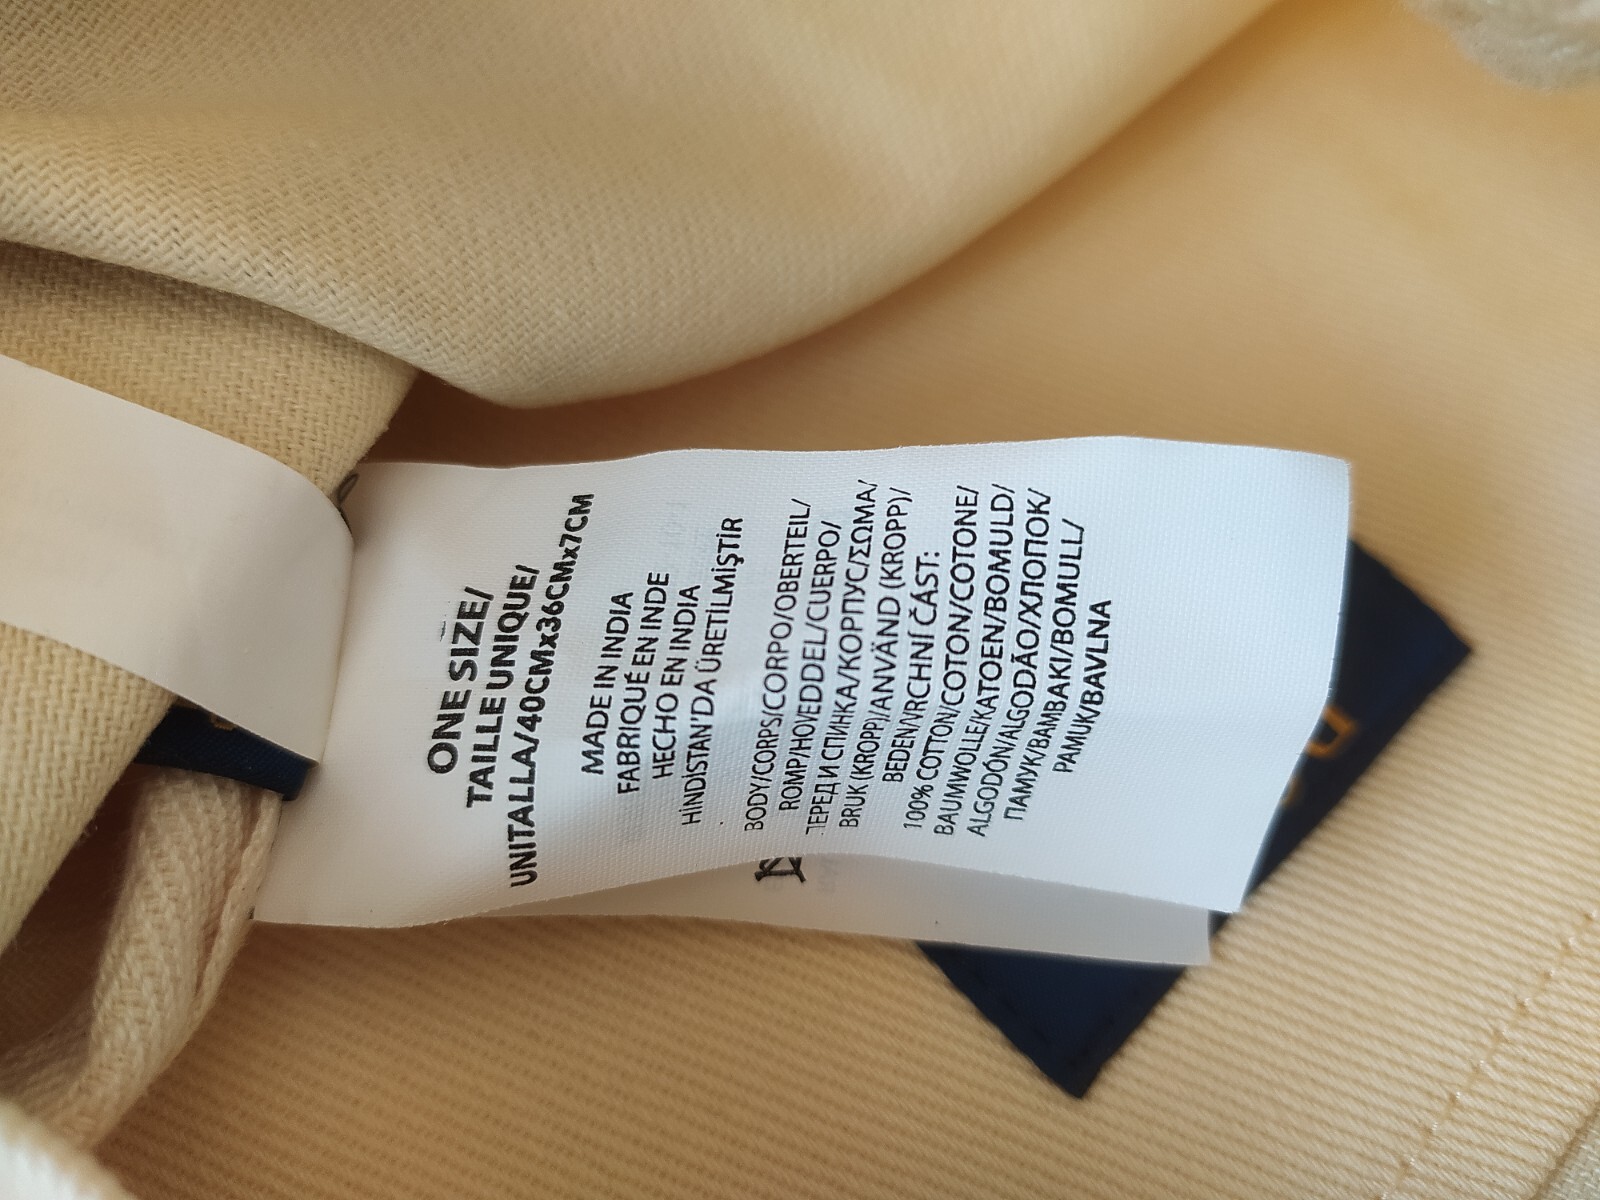 ONE SIZE/
TAILLE UNIQUE/
UNITALLA/40CMx36CMx7CM
MADE IN INDIA
FABRIQUÉ EN INDE
HECHO EN INDIA
HİNDİSTAN'DA ÜRETİLMİŞTİR
BODY/CORPS/CORPO/OBERTEIL/
ROMP/HOVEDDEL/CUERPO/
ПЕРЕД И СПИНКА/КОРПУС/ΣΩΜΑ/
BRUK (KROPP)/ANVÄND (KROPP)/
BEDEN/VRCHNÍ ČÁST:
100% COTTON/COTON/COTONE/
BAUMWOLLE/KATOEN/BOMULD/
ALGODÓN/ALGODÃO/ХЛОПОК/
ПАМУК/ΒΑΜΒΑΚΙ/BOMULL/
PAMUK/BAVLNA